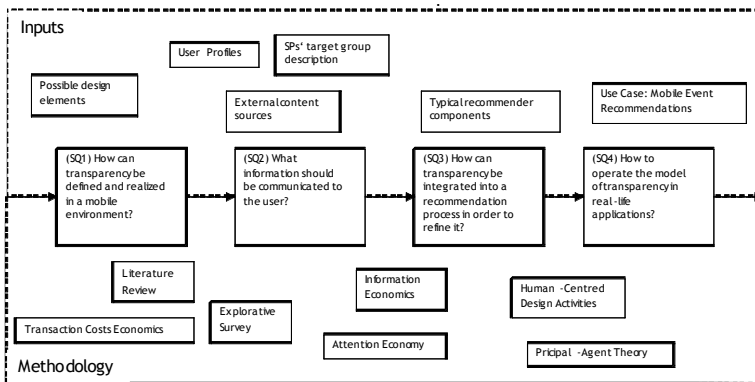 Inputs
User Profiles
SPs' target group
description
Possible design
elements
External content
sources
Typical recommender
components
Use Case: Mobile Event
Recommendations
(SQ1) How can
transparency be
defined and realized
in a mobile
environment?
(SQ2) What
information should
be communicated to
the user?
(SQ3) How can
transparency be
integrated into a
recommendation
process in order to
refine it?
(SQ4) How to
operate the model
of transparency in
real-life
applications?
Literature
Review
Information
Economics
Human -Centred
Design Activities
Explorative
Survey
Transaction Costs Economics
Attention Economy
Pricipal -Agent Theory
Methodology